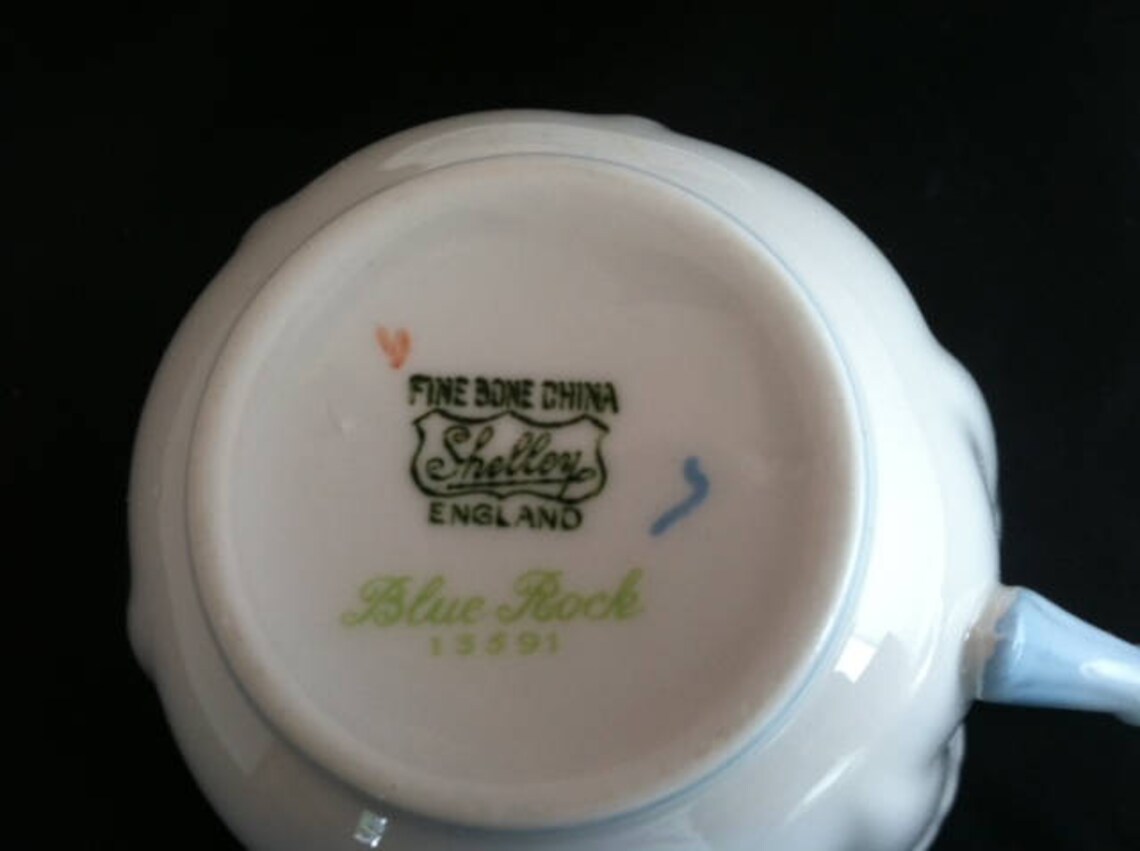 FINE BONE CHINA
Shelley
ENGLAND
Blue Rock
13591